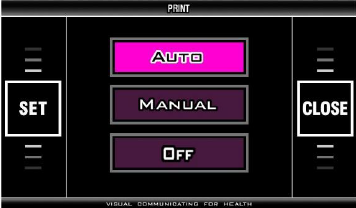 PRINT
AUTO
SET
MANUAL
CLOSE
OFF
VISUAL COMMUNICATING FOR HEALTH